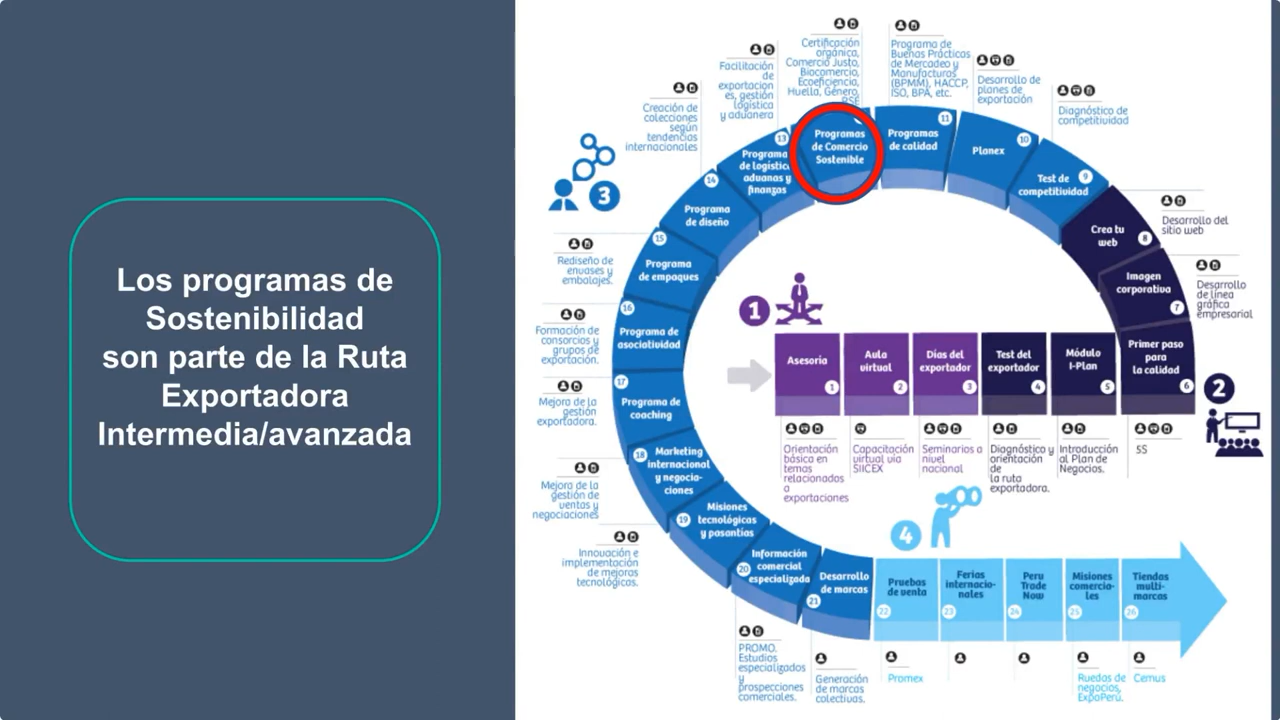 Los programas de
Sostenibilidad
son parte de la Ruta
Exportadora
Intermedia/avanzada
1
Asesoría
1
Orientación
básica en
temas
relacionados
a
exportaciones
Aula
virtual
2
Capacitación
virtual vía
SIICEX
Días del
exportador
3
Seminarios a
nivel
nacional
Test del
exportador
4
Diagnóstico y
orientación
de
la ruta
exportadora.
Módulo
I-Plan
5
Introducción
al Plan de
Negocios.
2
Primer paso
para
la calidad
6
5S
Imagen
corporativa
7
Desarrollo
de línea
gráfica
empresarial
Crea tu
web
8
Desarrollo del
sitio web
3
Test de
competitividad
9
Diagnóstico de
competitividad
Planex
10
Desarrollo de
planes de
exportación
Programas
de calidad
11
Programa de
Buenas Prácticas
de Mercadeo y
Manufacturas
(BPMM), HACCP,
ISO, BPA, etc.
Programas
de Comercio
Sostenible
Certificación
orgánica,
Comercio Justo,
Biocomercio,
Ecoeficiencia,
Huella, Género,
RSE
Programa
de logística
aduanas y
finanzas
13
Facilitación
de
exportacion
es, gestión
logística
y aduanera
Programa
de diseño
14
Creación de
colecciones
según
tendencias
internacionales
Programa
de empaques
15
Rediseño de
envases y
embalajes.
Programa de
asociatividad
16
Formación de
consorcios y
grupos de
exportación.
Programa de
coaching
17
Mejora de la
gestión
exportadora.
Marketing
internacional
y negocia-
ciones
18
Mejora de la
gestión de
ventas y
negociaciones
Misiones
tecnológicas
y pasantías
19
Innovación e
implementación
de mejoras
tecnológicas.
Información
comercial
especializada
20
PROMO.
Estudios
especializados
y
prospecciones
comerciales.
Desarrollo
de marcas
21
Generación
de marcas
colectivas.
4
Pruebas
de venta
22
Promex
Ferias
internacio-
nales
23
Peru
Trade
Now
24
Misiones
comercia-
les
25
Ruedas de
negocios,
ExpoPerú.
Tiendas
multi-
marcas
26
Cemus